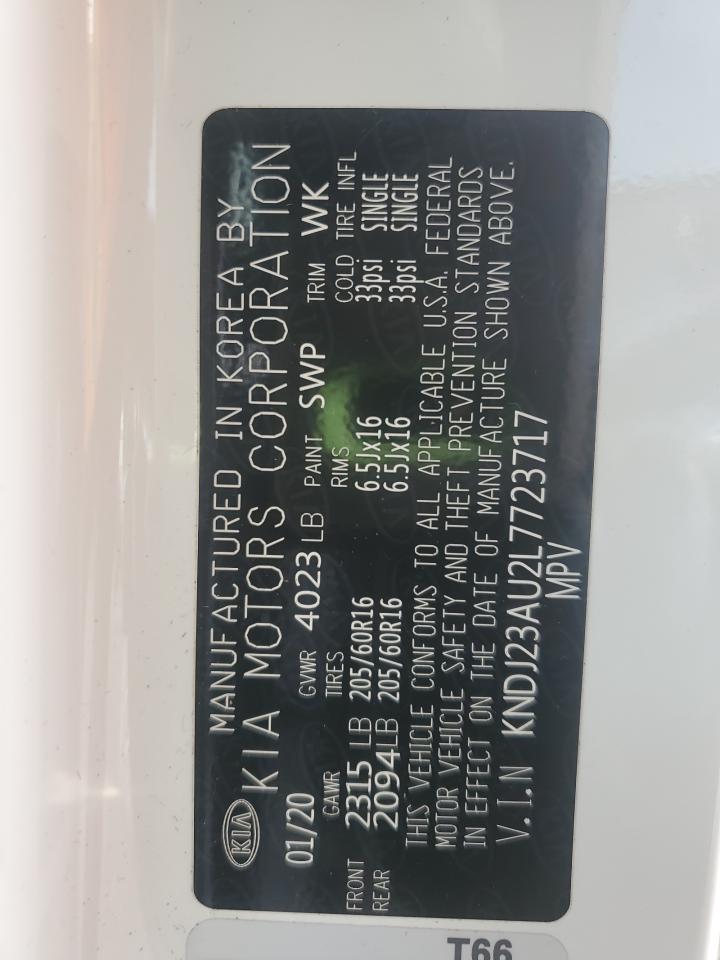 MANUFACTURED IN KOREA BY
KIA KIA MOTORS CORPORATION
01/20 GVWR 4023 LB PAINT SWP TRIM WK
GAWR TIRES RIMS COLD TIRE INFL
FRONT 2315 LB 205/60R16 6.5Jx16 33psi SINGLE
REAR 2094LB 205/60R16 6.5Jx16 33psi SINGLE
THIS VEHICLE CONFORMS TO ALL APPLICABLE U.S.A. FEDERAL
MOTOR VEHICLE SAFETY AND THEFT PREVENTION STANDARDS
IN EFFECT ON THE DATE OF MANUFACTURE SHOWN ABOVE.
V.I.N KNDJ23AU2L7723717
MPV
T66